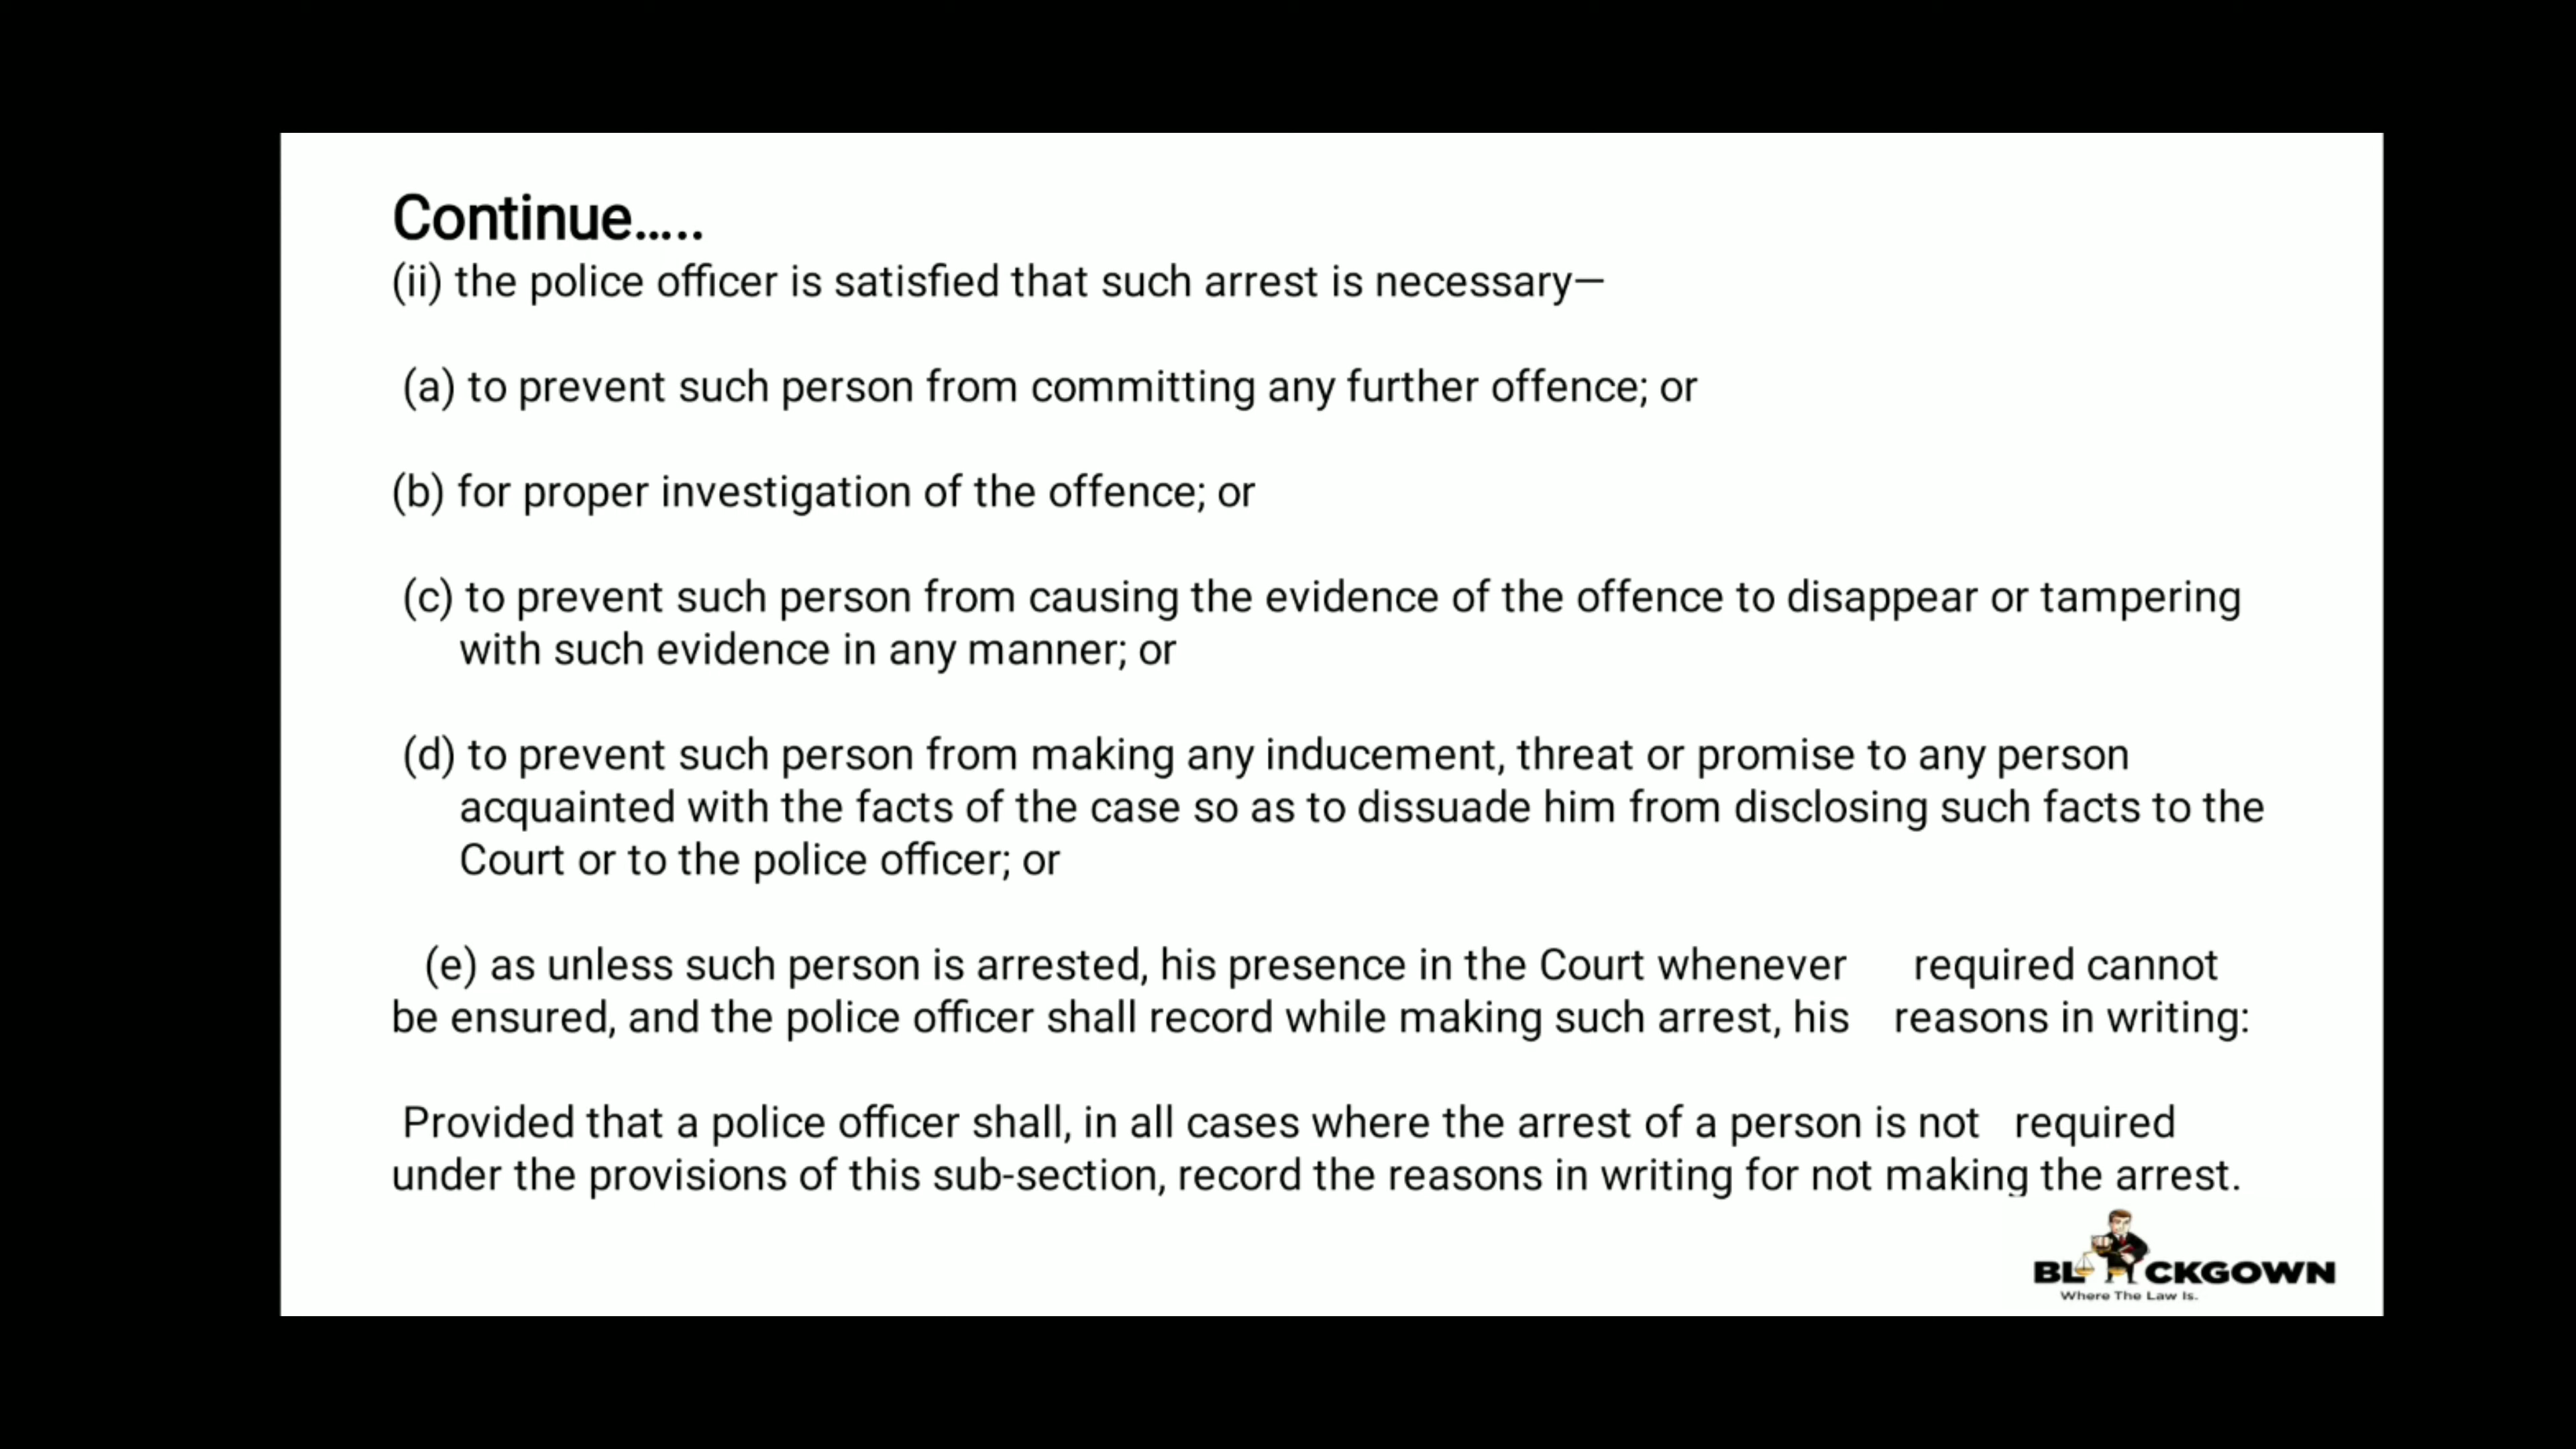 Continue.....
(ii) the police officer is satisfied that such arrest is necessary—
(a) to prevent such person from committing any further offence; or
(b) for proper investigation of the offence; or
(c) to prevent such person from causing the evidence of the offence to disappear or tampering
with such evidence in any manner; or
(d) to prevent such person from making any inducement, threat or promise to any person
acquainted with the facts of the case so as to dissuade him from disclosing such facts to the
Court or to the police officer; or
(e) as unless such person is arrested, his presence in the Court whenever required cannot
be ensured, and the police officer shall record while making such arrest, his reasons in writing:
Provided that a police officer shall, in all cases where the arrest of a person is not required
under the provisions of this sub-section, record the reasons in writing for not making the arrest.
BLACKGOWN
Where The Law Is.